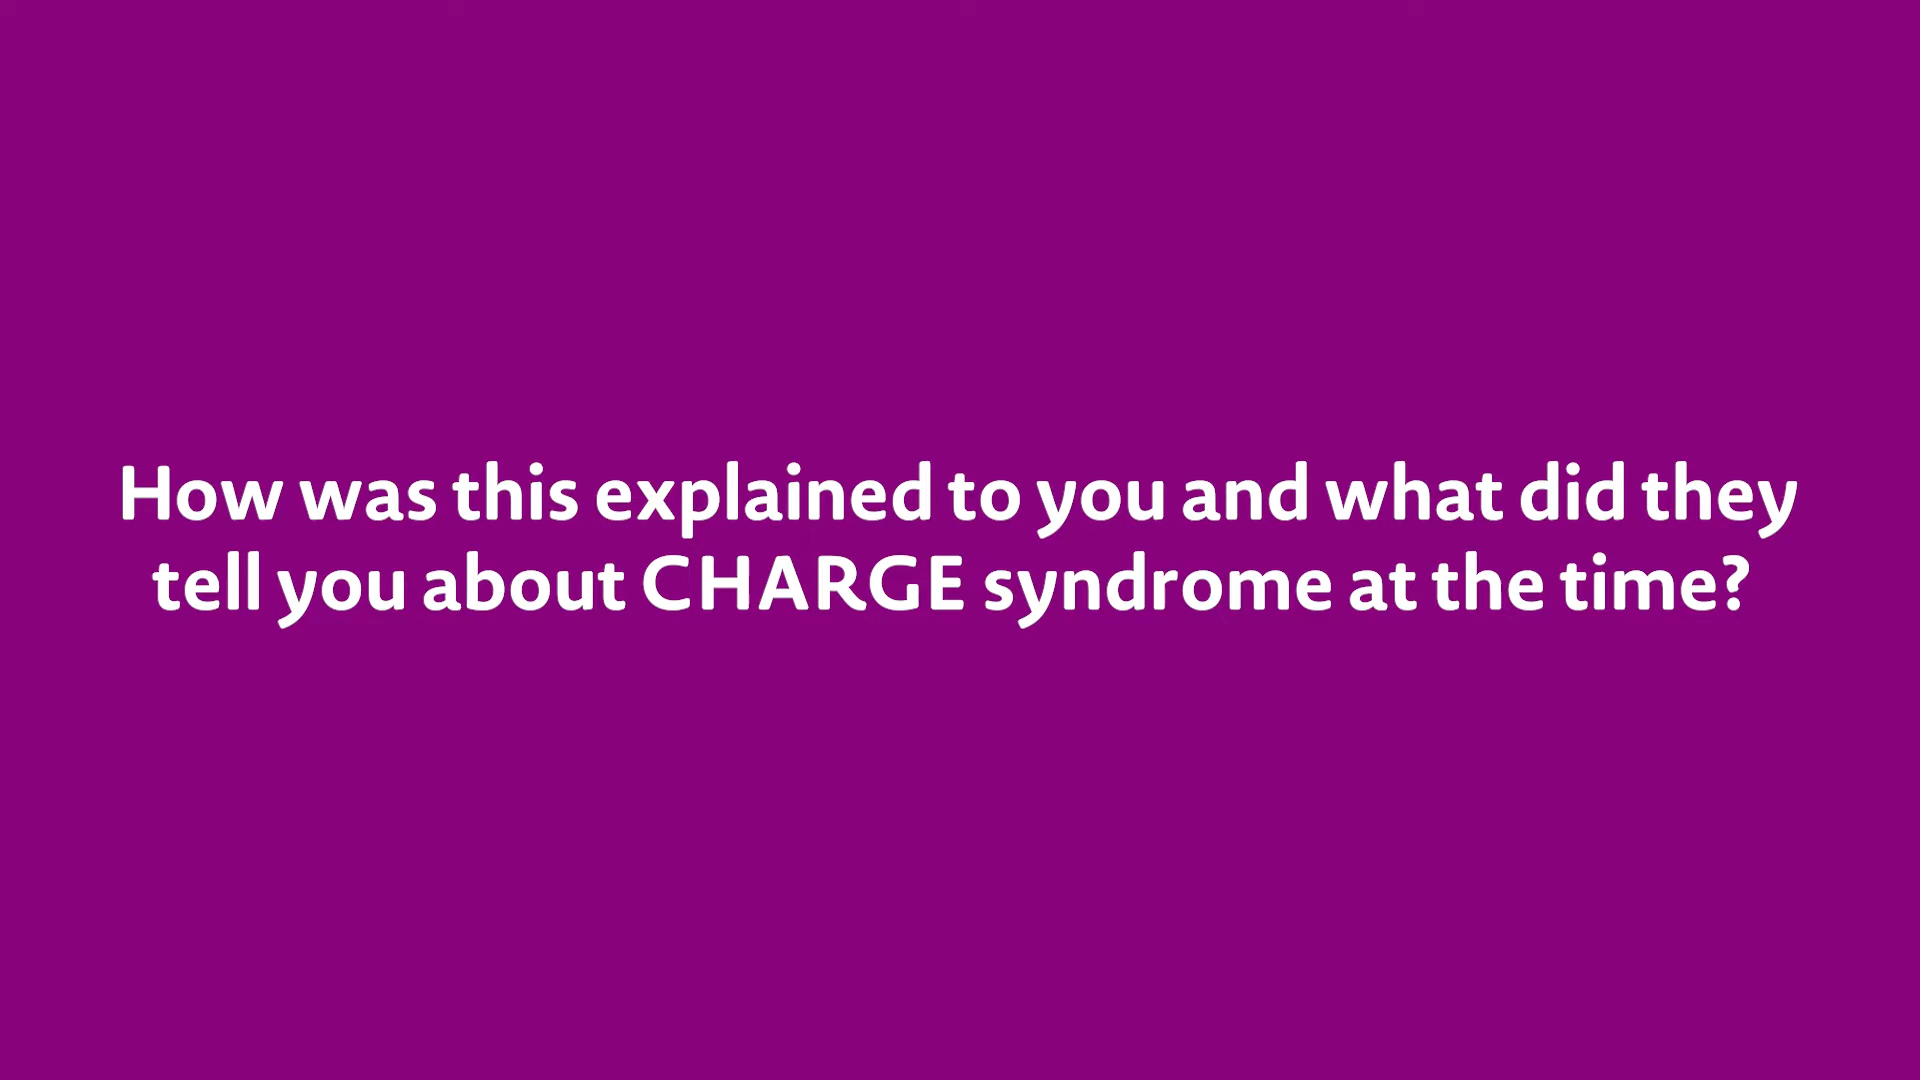 How was this explained to you and what did they
tell you about CHARGE syndrome at the time?